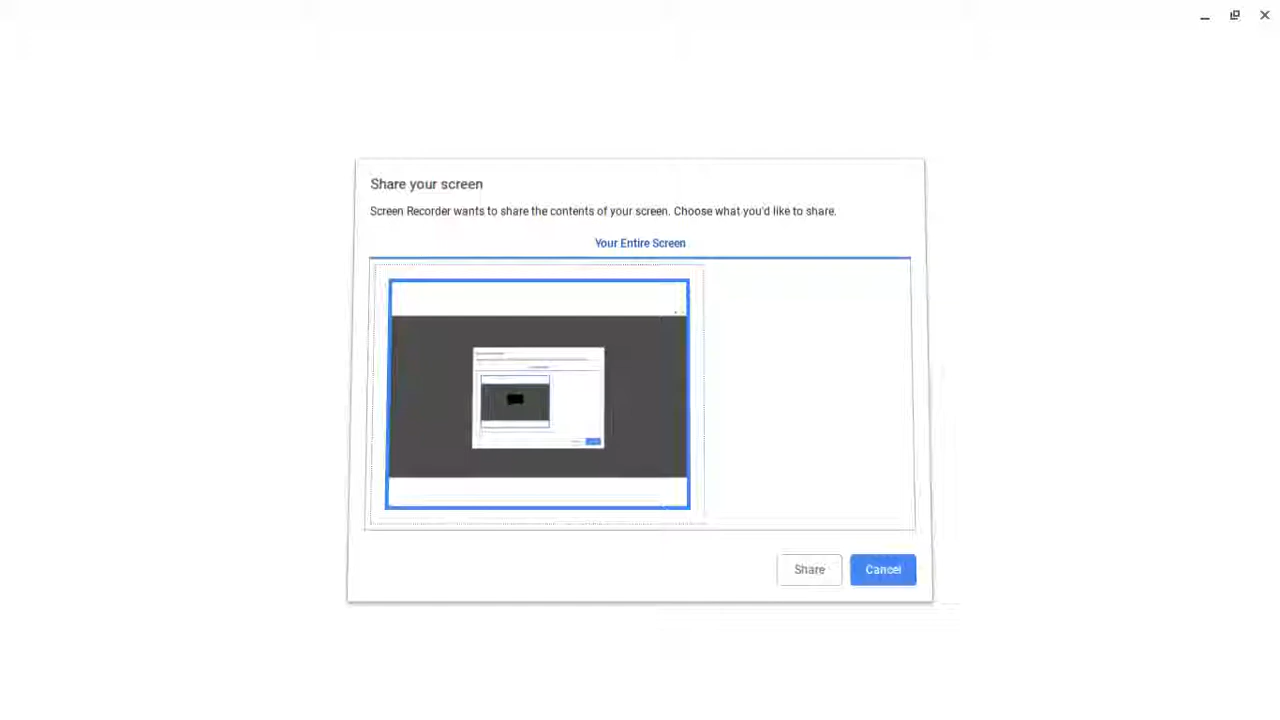 Share your screen
Screen Recorder wants to share the contents of your screen. Choose what you'd like to share.
Your Entire Screen
Share
Cancel